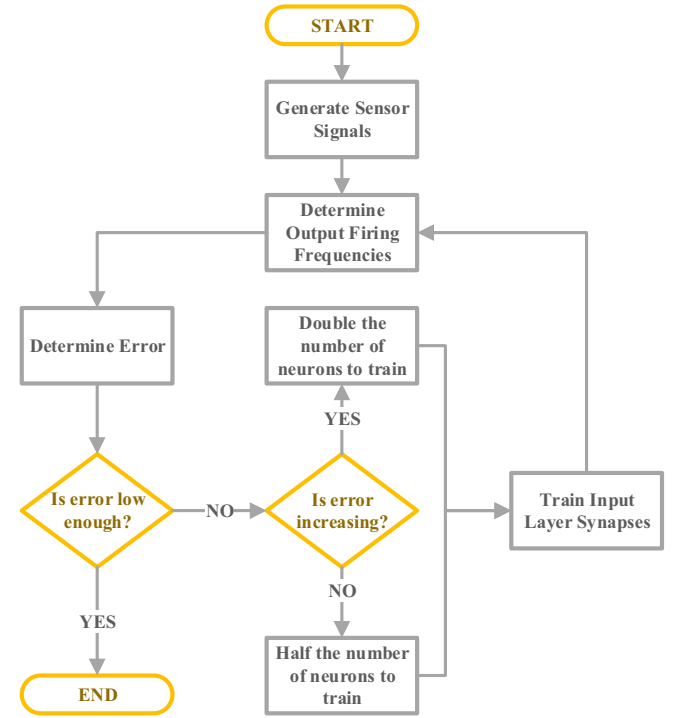 START
Generate Sensor
Signals
Determine
Output Firing
Frequencies
Determine Error
Double the
number of
neurons to train
YES
Is error low
enough?
NO
Is error
increasing?
Train Input
Layer Synapses
NO
YES
Half the number
of neurons to
train
END